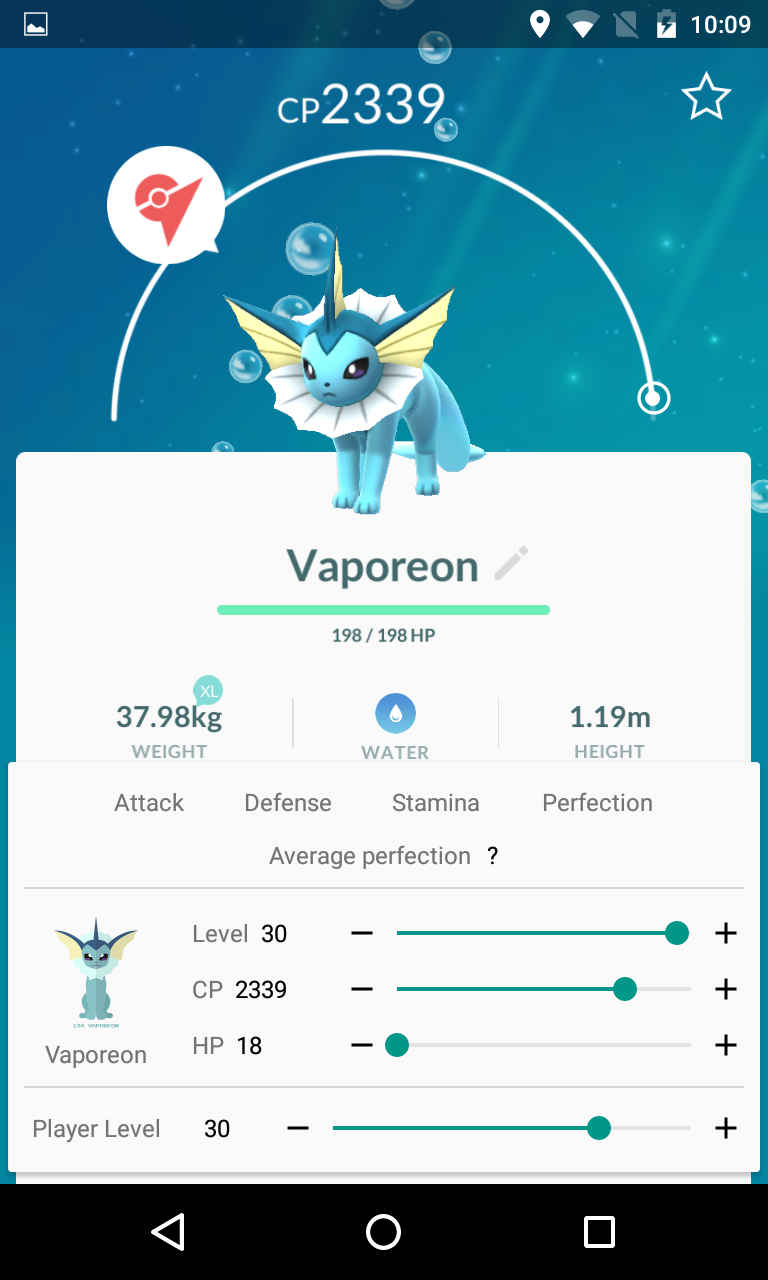 10:09
CP2339
Vaporeon
198 / 198 HP
XL
37.98kg 1.19m
WEIGHT WATER HEIGHT
Attack Defense Stamina Perfection
Average perfection ?
Level 30 − +
CP 2339 − +
HP 18 − +
134 VAPOREON
Vaporeon
Player Level 30 − +